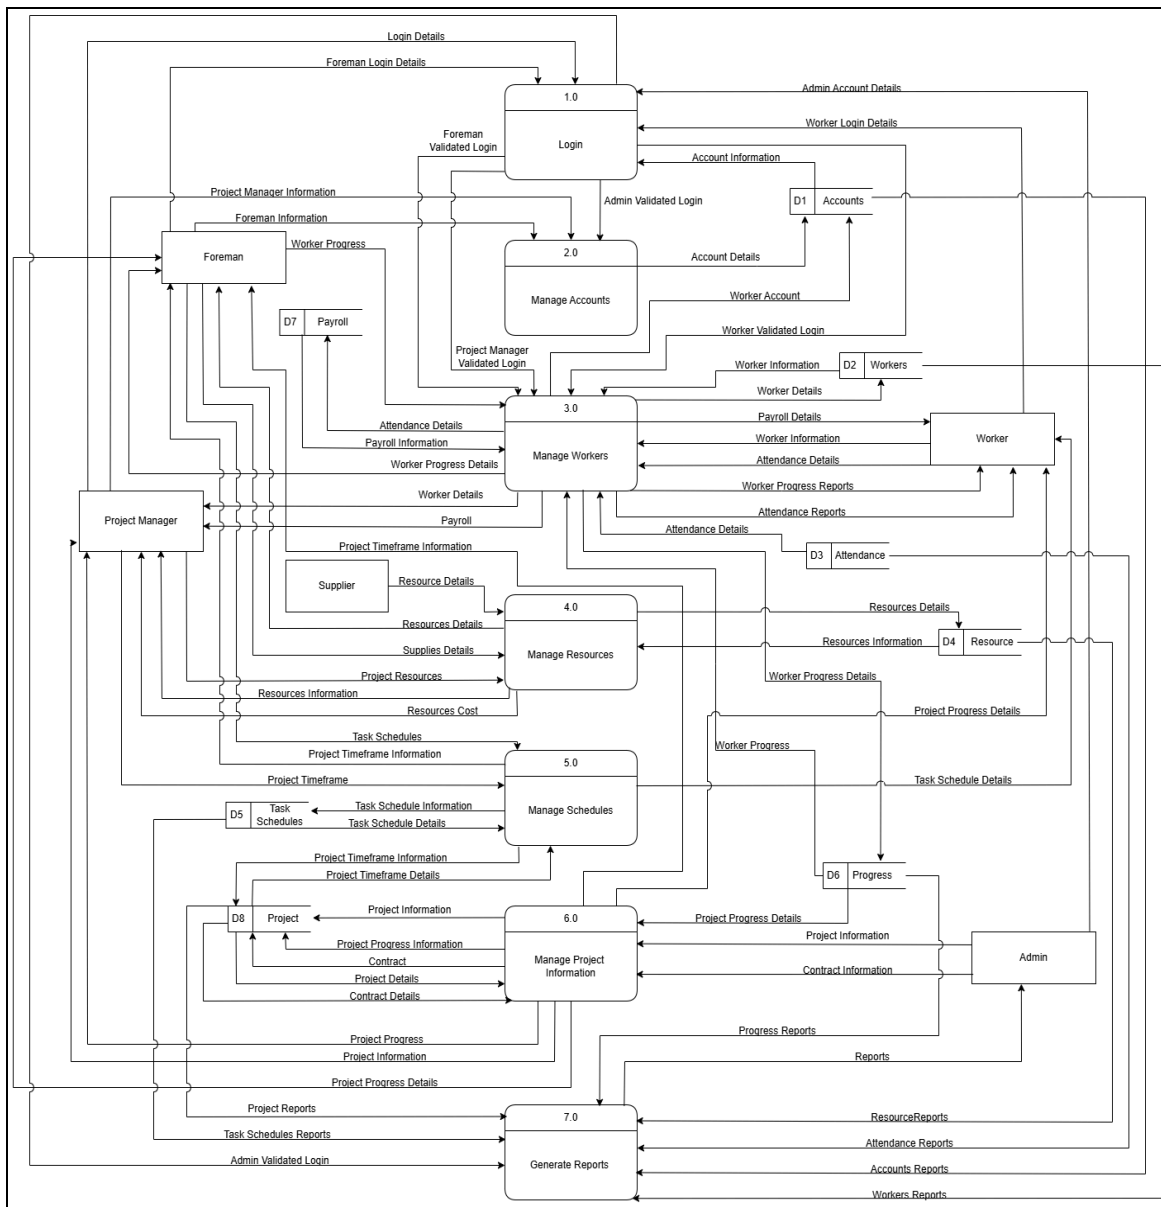 Login Details
Foreman Login Details
Admin Account Details
1.0
Worker Login Details
Foreman
Validated Login
Login
Account Information
Project Manager Information
Admin Validated Login
D1
Accounts
Foreman Information
Worker Progress
2.0
Foreman
Account Details
Manage Accounts
Worker Account
D7
Payroll
Worker Validated Login
Project Manager
Validated Login
Worker Information
D2
Workers
Worker Details
3.0
Payroll Details
Attendance Details
Worker Information
Worker
Payroll Information
Manage Workers
Worker Progress Details
Attendance Details
Worker Progress Reports
Worker Details
Attendance Reports
Project Manager
Payroll
Attendance Details
Project Timeframe Information
D3
Attendance
Supplier
Resource Details
4.0
Resources Details
Resources Details
Resources Information
D4
Resource
Supplies Details
Manage Resources
Project Resources
Worker Progress Details
Resources Information
Resources Cost
Project Progress Details
Task Schedules
Worker Progress
Project Timeframe Information
5.0
Project Timeframe
Task Schedule Details
Task Schedule Information
D5
Task
Schedules
Manage Schedules
Task Schedule Details
Project Timeframe Information
Project Timeframe Details
D6
Progress
Project Information
D8
Project
6.0
Project Progress Details
Project Information
Project Progress Information
Manage Project
Information
Admin
Contract
Contract Information
Project Details
Contract Details
Progress Reports
Project Progress
Project Information
Reports
Project Progress Details
Project Reports
7.0
ResourceReports
Task Schedules Reports
Attendance Reports
Admin Validated Login
Generate Reports
Accounts Reports
Workers Reports